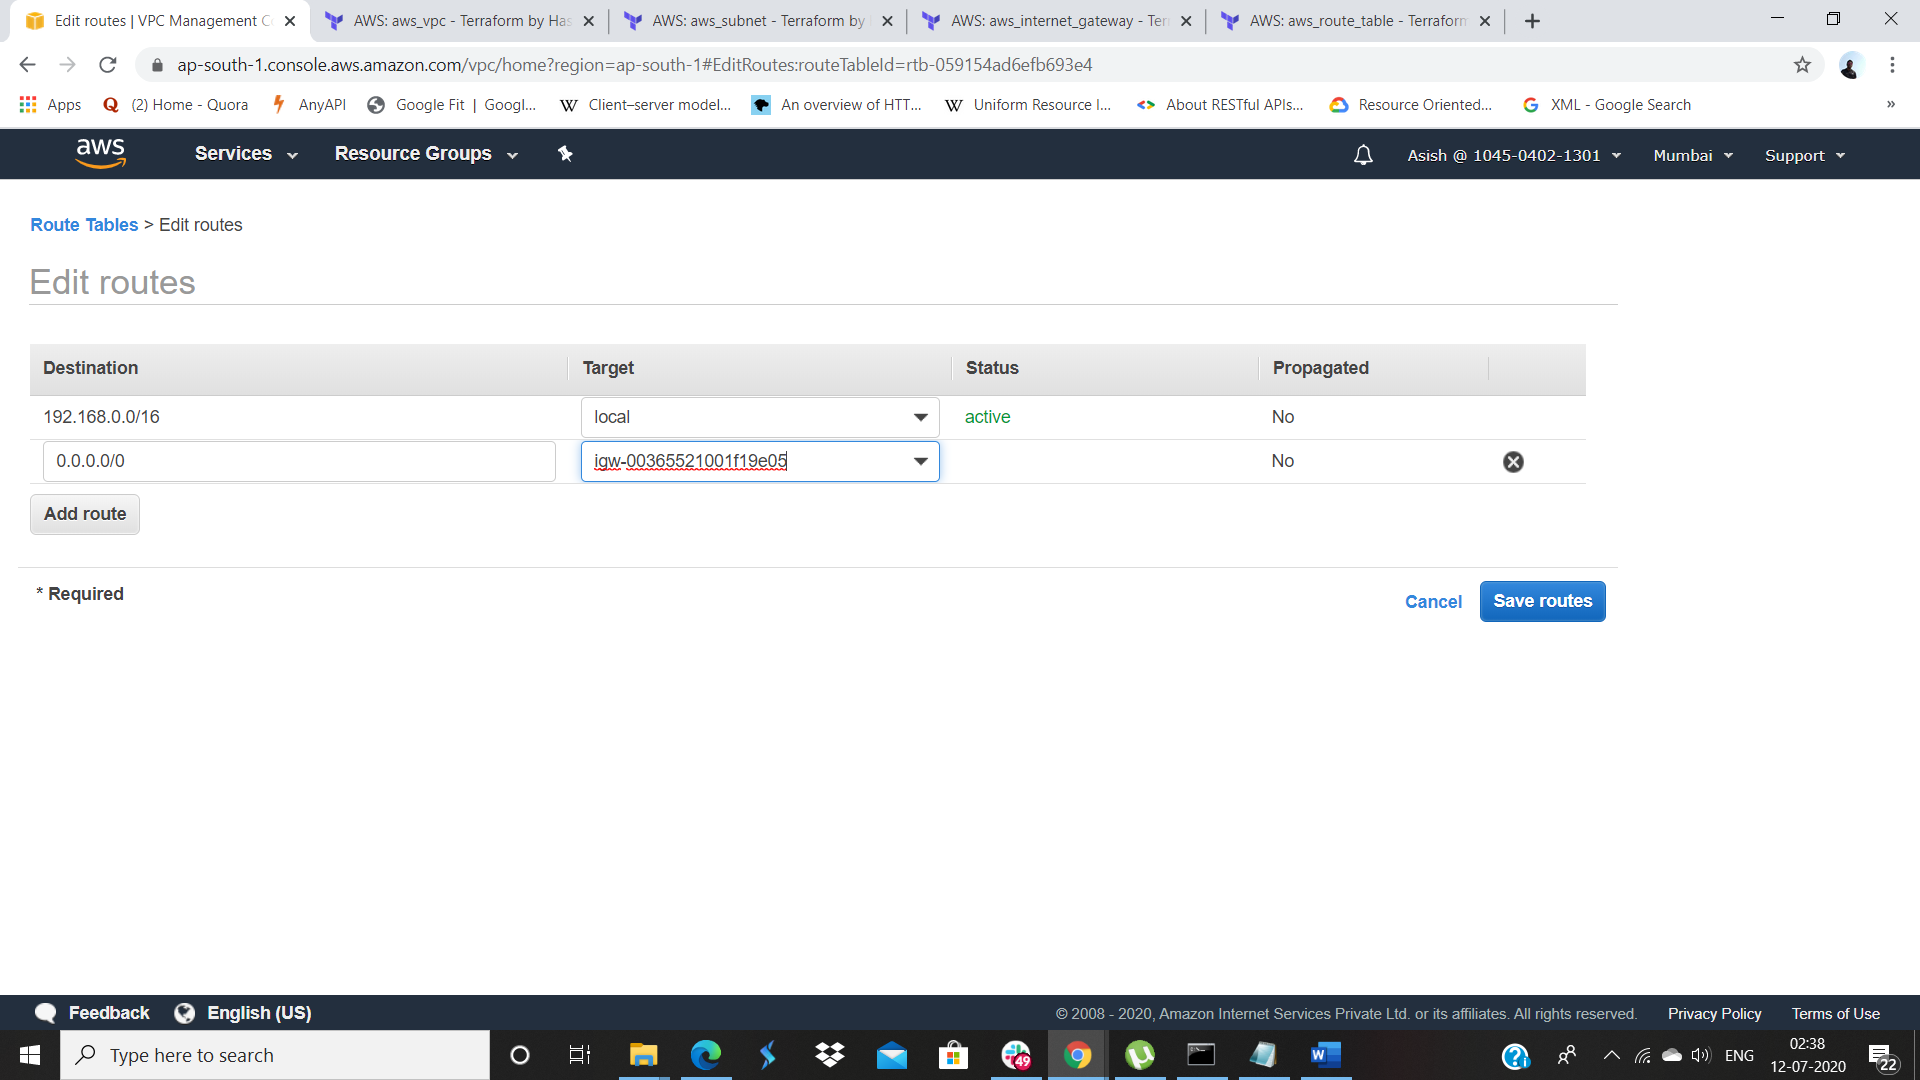 Edit routes | VPC Management C
AWS: aws_vpc - Terraform by Has
AWS: aws_subnet - Terraform by
AWS: aws_internet_gateway - Ter
AWS: aws_route_table - Terraform
ap-south-1.console.aws.amazon.com/vpc/home?region=ap-south-1#EditRoutes:routeTableId=rtb-059154ad6efb693e4
Apps
(2) Home - Quora
AnyAPI
Google Fit | Googl...
Client–server model...
An overview of HTT...
Uniform Resource I...
About RESTful APIs...
Resource Oriented...
XML - Google Search
»
aws
Services
Resource Groups
Asish @ 1045-0402-1301
Mumbai
Support
Route Tables > Edit routes
Edit routes
Destination Target Status Propagated
192.168.0.0/16 local active No
0.0.0.0/0 igw-00365521001f19e05 No
Add route
* Required
Cancel
Save routes
Feedback
English (US)
© 2008 - 2020, Amazon Internet Services Private Ltd. or its affiliates. All rights reserved.
Privacy Policy
Terms of Use
Type here to search
49
ENG
02:38
12-07-2020
22